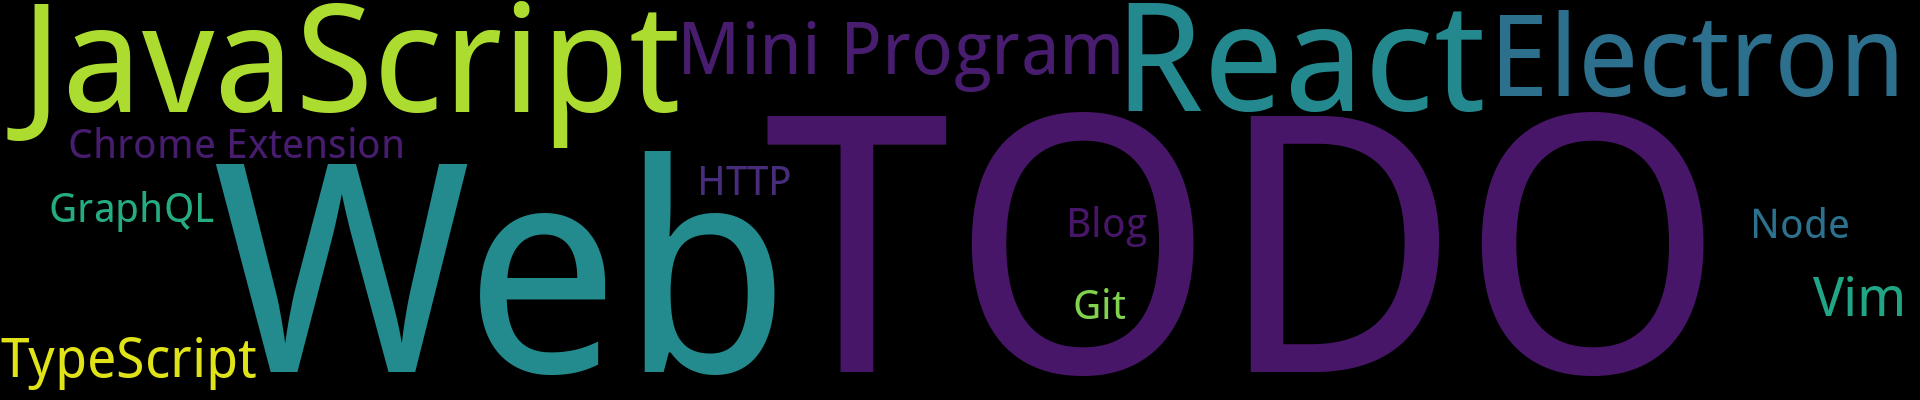 JavaScript
Mini Program
React
Electron
Chrome Extension
Web
TODO
HTTP
GraphQL
Blog
Node
Git
Vim
TypeScript